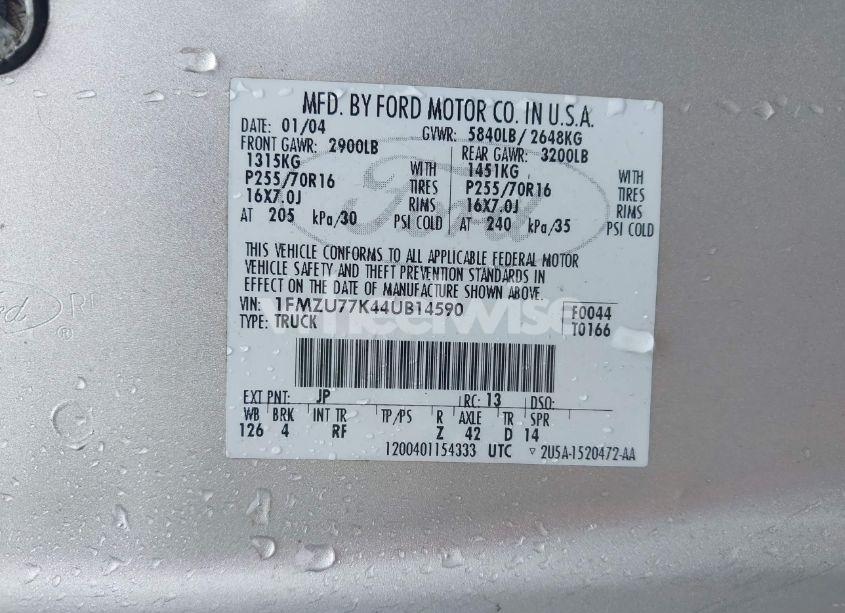 MFD. BY FORD MOTOR CO. IN U.S.A.
DATE: 01/04 GVWR: 5840LB/ 2648KG
FRONT GAWR: 2900LB REAR GAWR: 3200LB
1315KG WITH 1451KG WITH
P255/70R16 TIRES P255/70R16 TIRES
16X7.0J RIMS 16X7.0J RIMS
AT 205 kPa/30 PSI COLD AT 240 kPa/35 PSI COLD
Ford
THIS VEHICLE CONFORMS TO ALL APPLICABLE FEDERAL MOTOR
VEHICLE SAFETY AND THEFT PREVENTION STANDARDS IN
EFFECT ON THE DATE OF MANUFACTURE SHOWN ABOVE.
VIN: 1FMZU77K44UB14590 F0044
TYPE: TRUCK T0166
wheelwise
EXT PNT: JP RC: 13 DSO:
WB BRK INT TR TP/PS R AXLE TR SPR
126 4 RF Z 42 D 14
1200401154333 UTC ▽ 2U5A-1520472-AA
Ford R
®